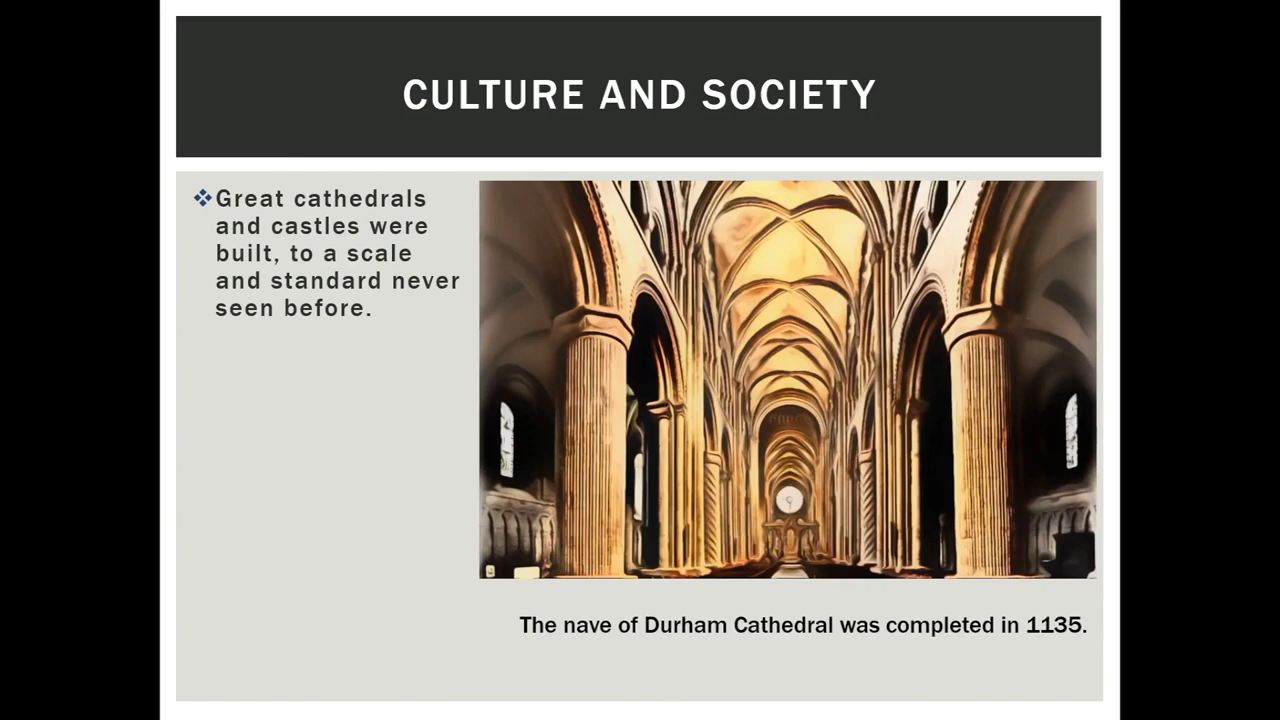 CULTURE AND SOCIETY
❖Great cathedrals
and castles were
built, to a scale
and standard never
seen before.
The nave of Durham Cathedral was completed in 1135.